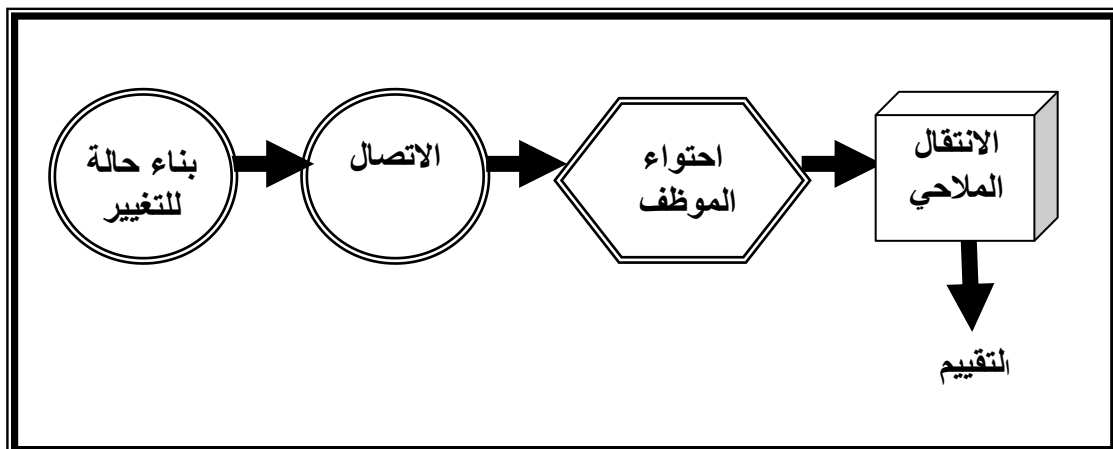 بناء حالة
للتغيير
الاتصال
احتواء
الموظف
الانتقال
الملاحي
التقييم